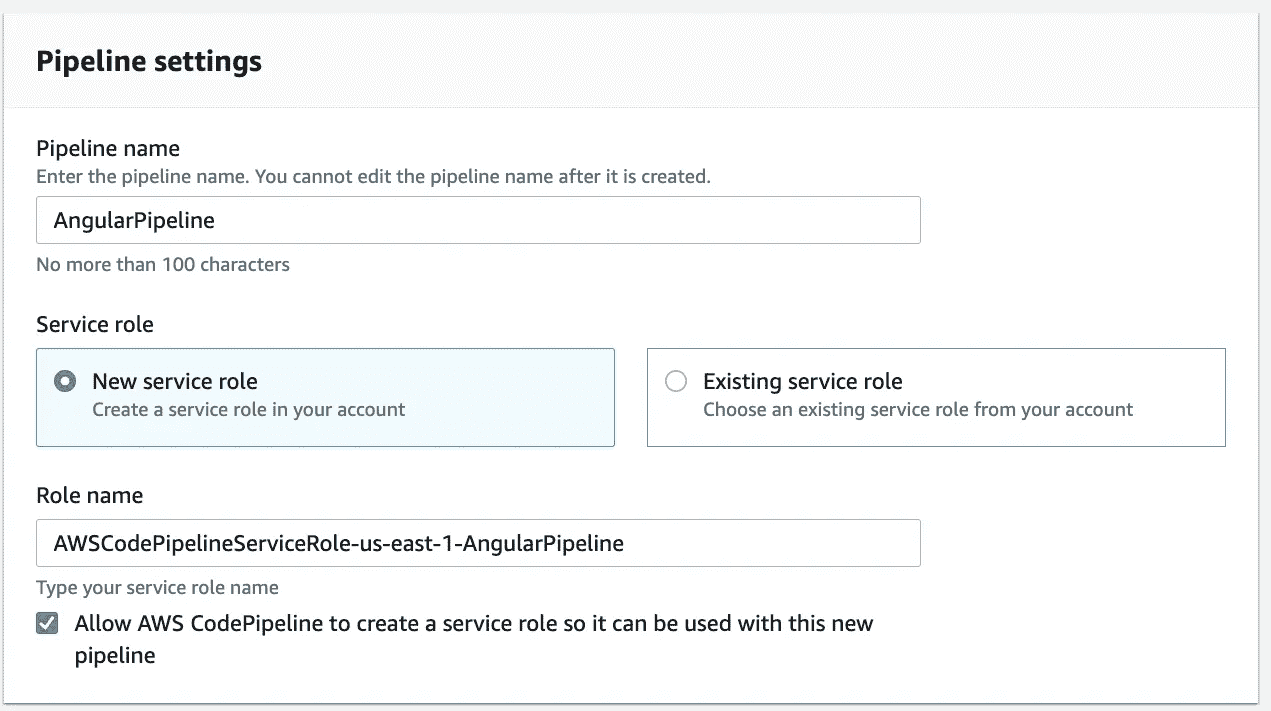 Pipeline settings
Pipeline name
Enter the pipeline name. You cannot edit the pipeline name after it is created.
AngularPipeline
No more than 100 characters
Service role
New service role
Create a service role in your account
Existing service role
Choose an existing service role from your account
Role name
AWSCodePipelineServiceRole-us-east-1-AngularPipeline
Type your service role name
Allow AWS CodePipeline to create a service role so it can be used with this new
pipeline